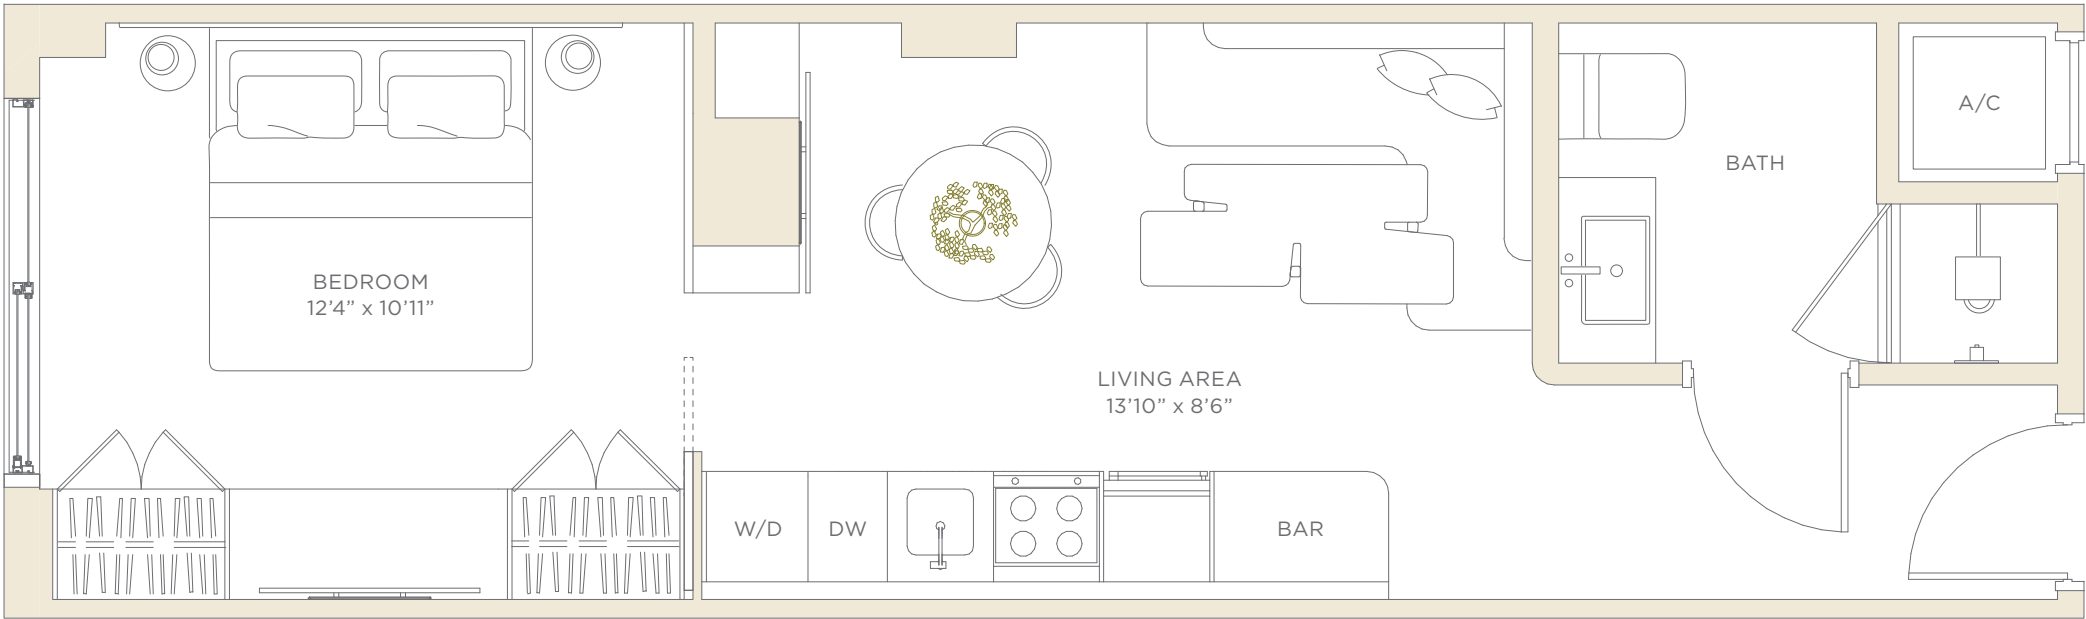 A/C
BATH
BEDROOM
12’4” x 10’11”
LIVING AREA
13’10” x 8’6”
W/D
DW
BAR